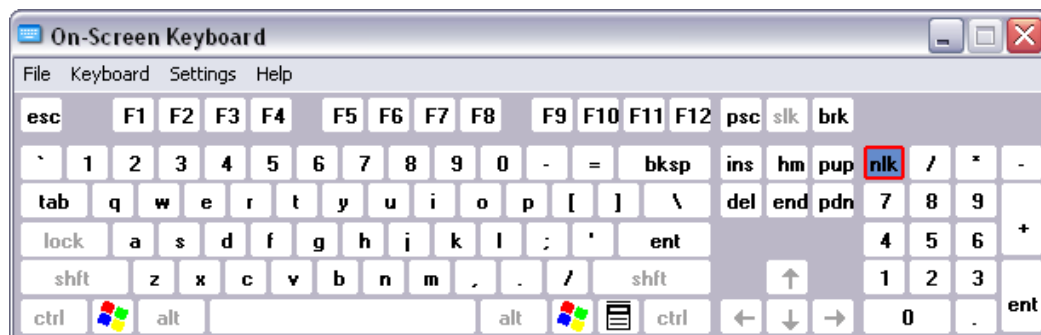 On-Screen Keyboard
File Keyboard Settings Help
esc F1 F2 F3 F4 F5 F6 F7 F8 F9 F10 F11 F12 psc slk brk
` 1 2 3 4 5 6 7 8 9 0 - = bksp ins hm pup nlk / * -
tab q w e r t y u i o p [ ] \ del end pdn 7 8 9 +
lock a s d f g h j k l ; ' ent 4 5 6
shft z x c v b n m , . / shft ↑ 1 2 3 ent
ctrl alt alt ctrl ← ↓ → 0 .